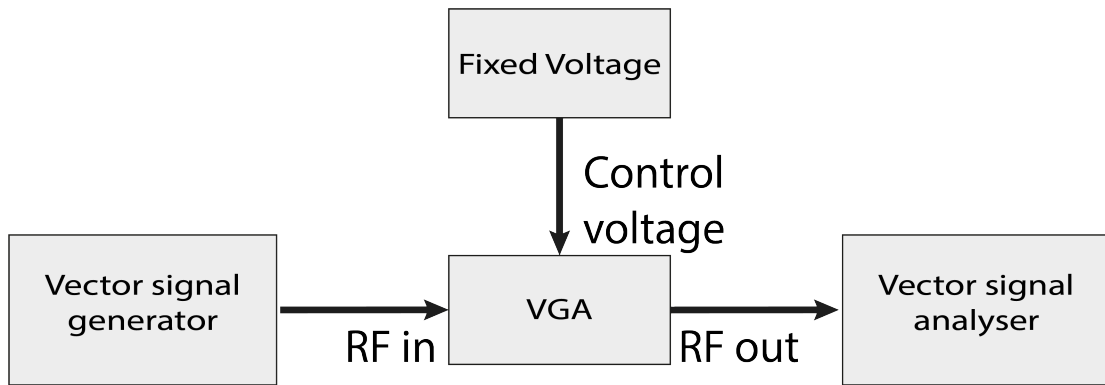 Fixed Voltage
Control
voltage
Vector signal
generator
RF in
VGA
RF out
Vector signal
analyser